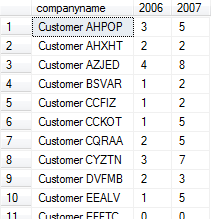 companyname 2006 2007
1 Customer AHPOP 3 5
2 Customer AHXHT 2 2
3 Customer AZJED 4 8
4 Customer BSVAR 1 2
5 Customer CCFIZ 1 2
6 Customer CCKOT 1 5
7 Customer CQRAA 2 5
8 Customer CYZTN 3 7
9 Customer DVFMB 2 3
10 Customer EEALV 1 5
11 Customer EFFTC 0 0